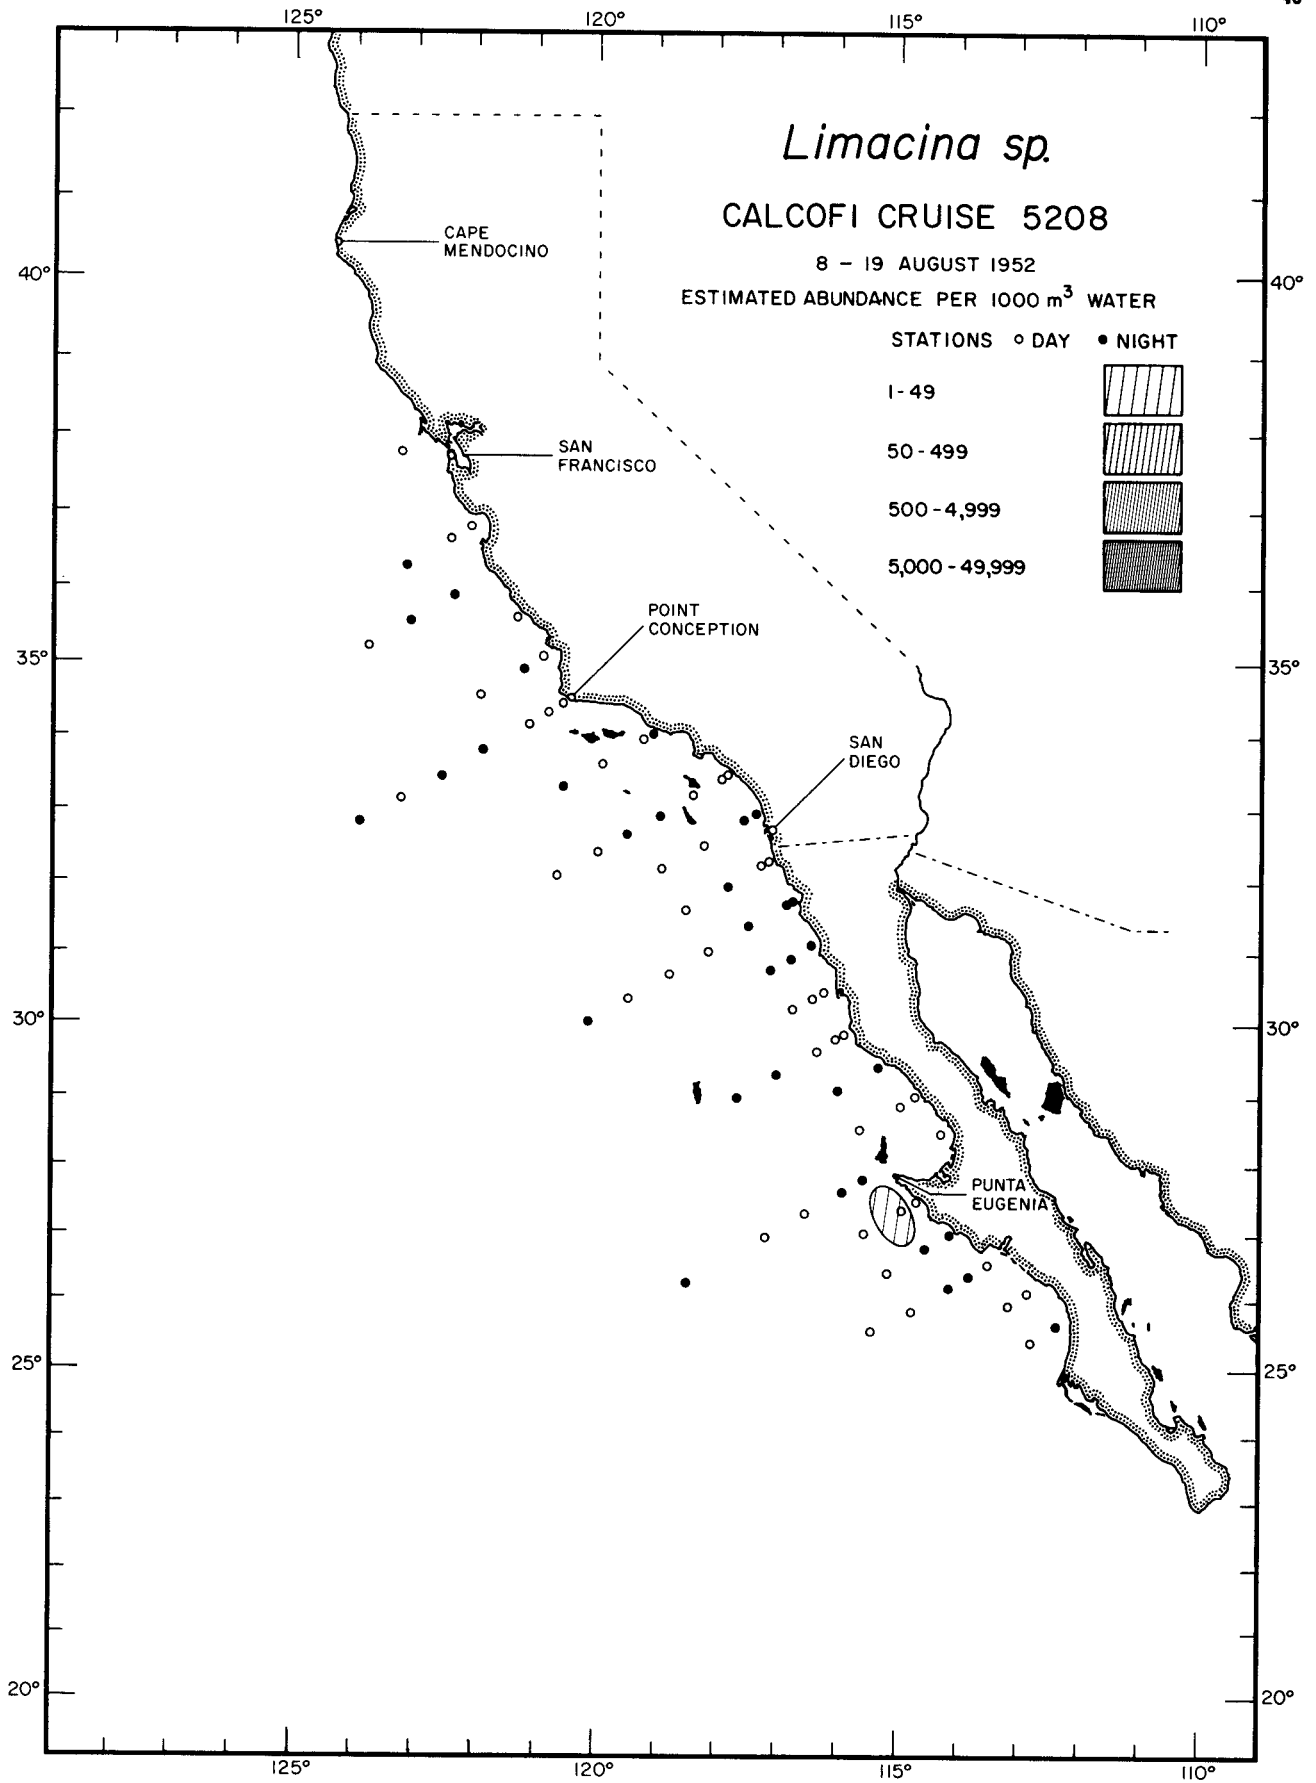 125° 120° 115° 110°
Limacina sp.
CALCOFI CRUISE 5208
8 - 19 AUGUST 1952
ESTIMATED ABUNDANCE PER 1000 m³ WATER
STATIONS ○ DAY ● NIGHT
1-49
50-499
500-4,999
5,000-49,999
CAPE
MENDOCINO
40° 40°
SAN
FRANCISCO
POINT
CONCEPTION
35° 35°
SAN
DIEGO
30° 30°
PUNTA
EUGENIA
25° 25°
20° 20°
125° 120° 115° 110°